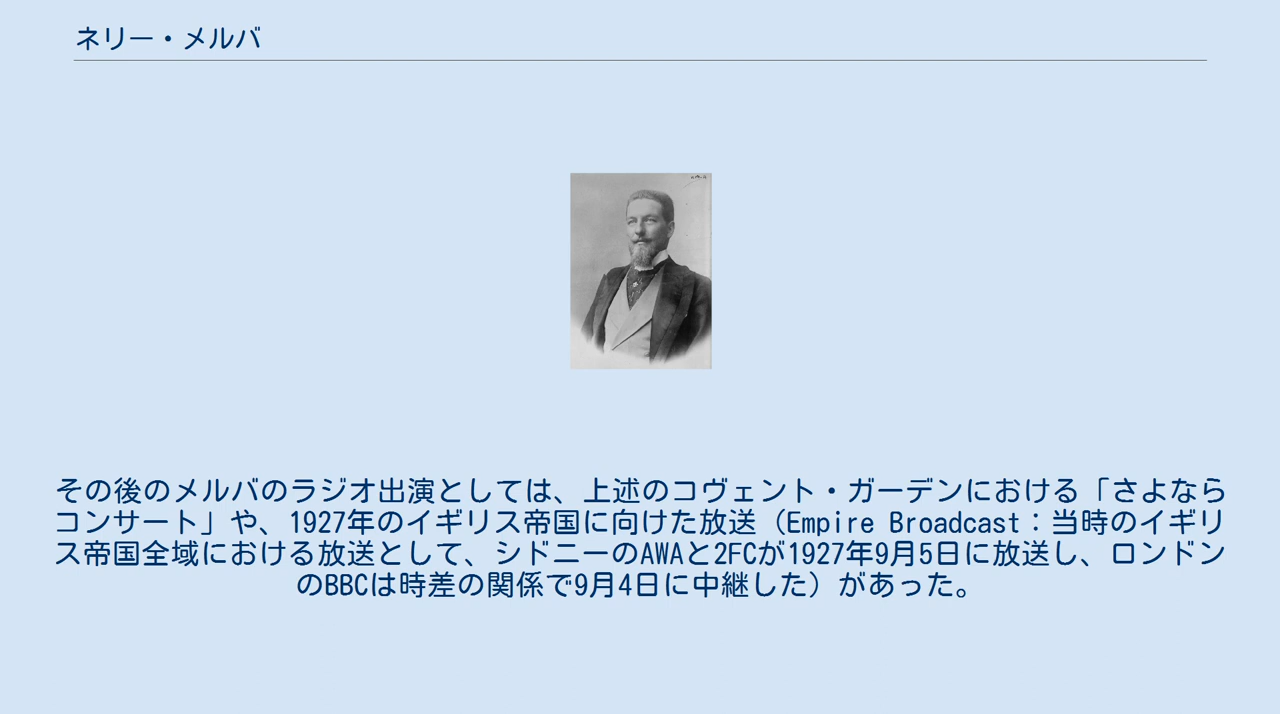 ネリー・メルバ
その後のメルバのラジオ出演としては、上述のコヴェント・ガーデンにおける「さよなら
コンサート」や、1927年のイギリス帝国に向けた放送（Empire Broadcast：当時のイギリ
ス帝国全域における放送として、シドニーのAWAと2FCが1927年9月5日に放送し、ロンドン
のBBCは時差の関係で9月4日に中継した）があった。